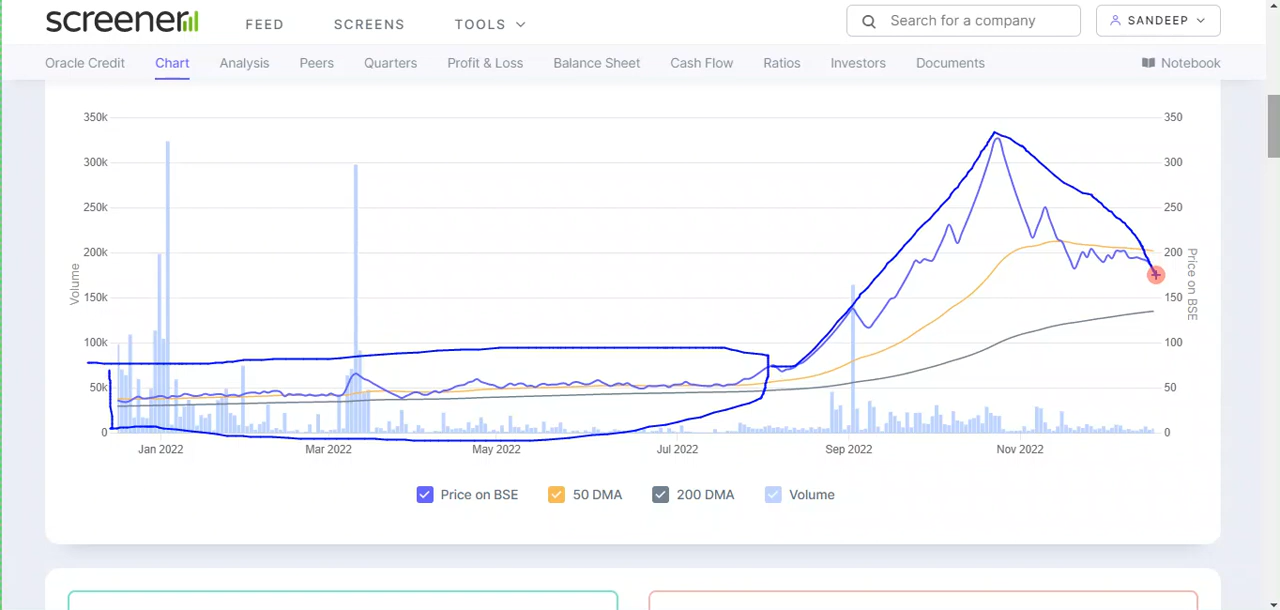 screener
FEED SCREENS TOOLS
Search for a company
SANDEEP
Oracle Credit Chart Analysis Peers Quarters Profit & Loss Balance Sheet Cash Flow Ratios Investors Documents Notebook
350k 350
300k 300
250k 250
200k 200
150k 150
100k 100
50k 50
0 0
Volume
Price on BSE
Jan 2022 Mar 2022 May 2022 Jul 2022 Sep 2022 Nov 2022
Price on BSE 50 DMA 200 DMA Volume